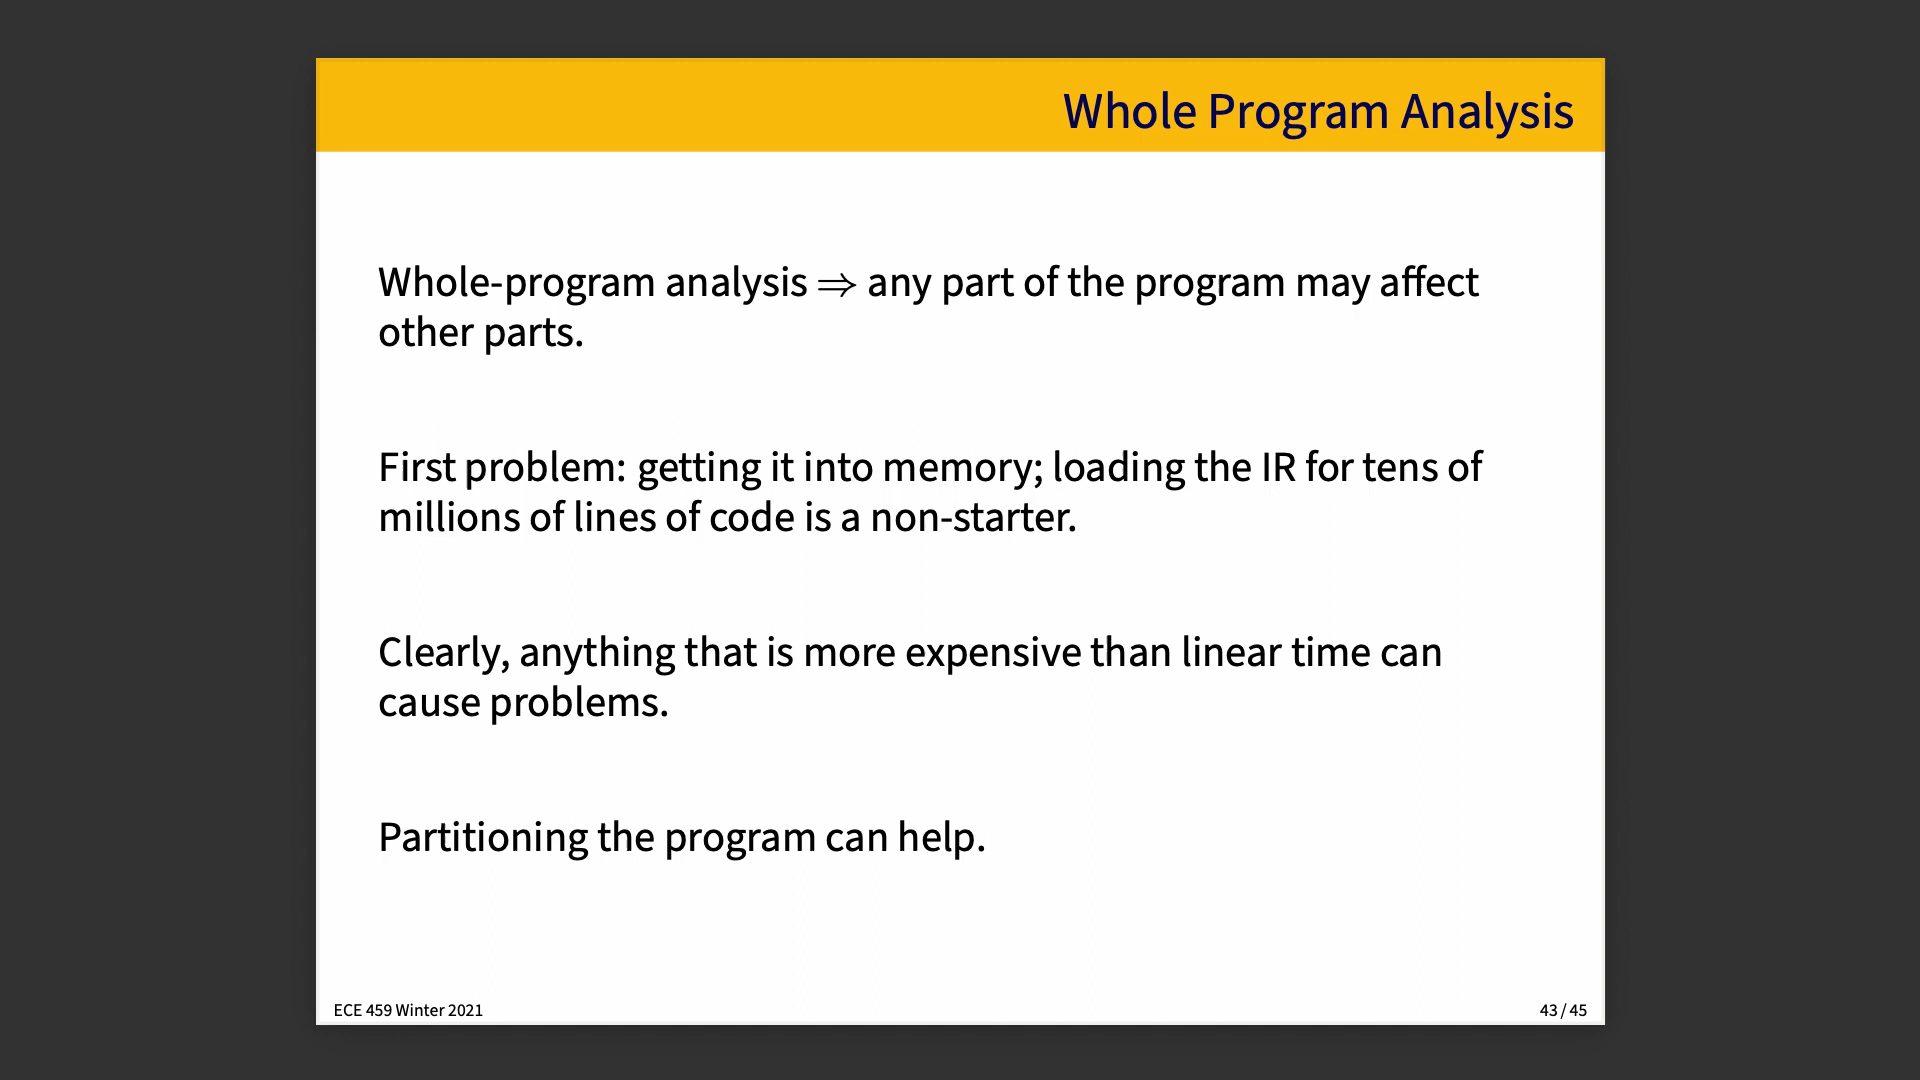 Whole Program Analysis
Whole-program analysis ⇒ any part of the program may affect
other parts.
First problem: getting it into memory; loading the IR for tens of
millions of lines of code is a non-starter.
Clearly, anything that is more expensive than linear time can
cause problems.
Partitioning the program can help.
ECE 459 Winter 2021
43 / 45